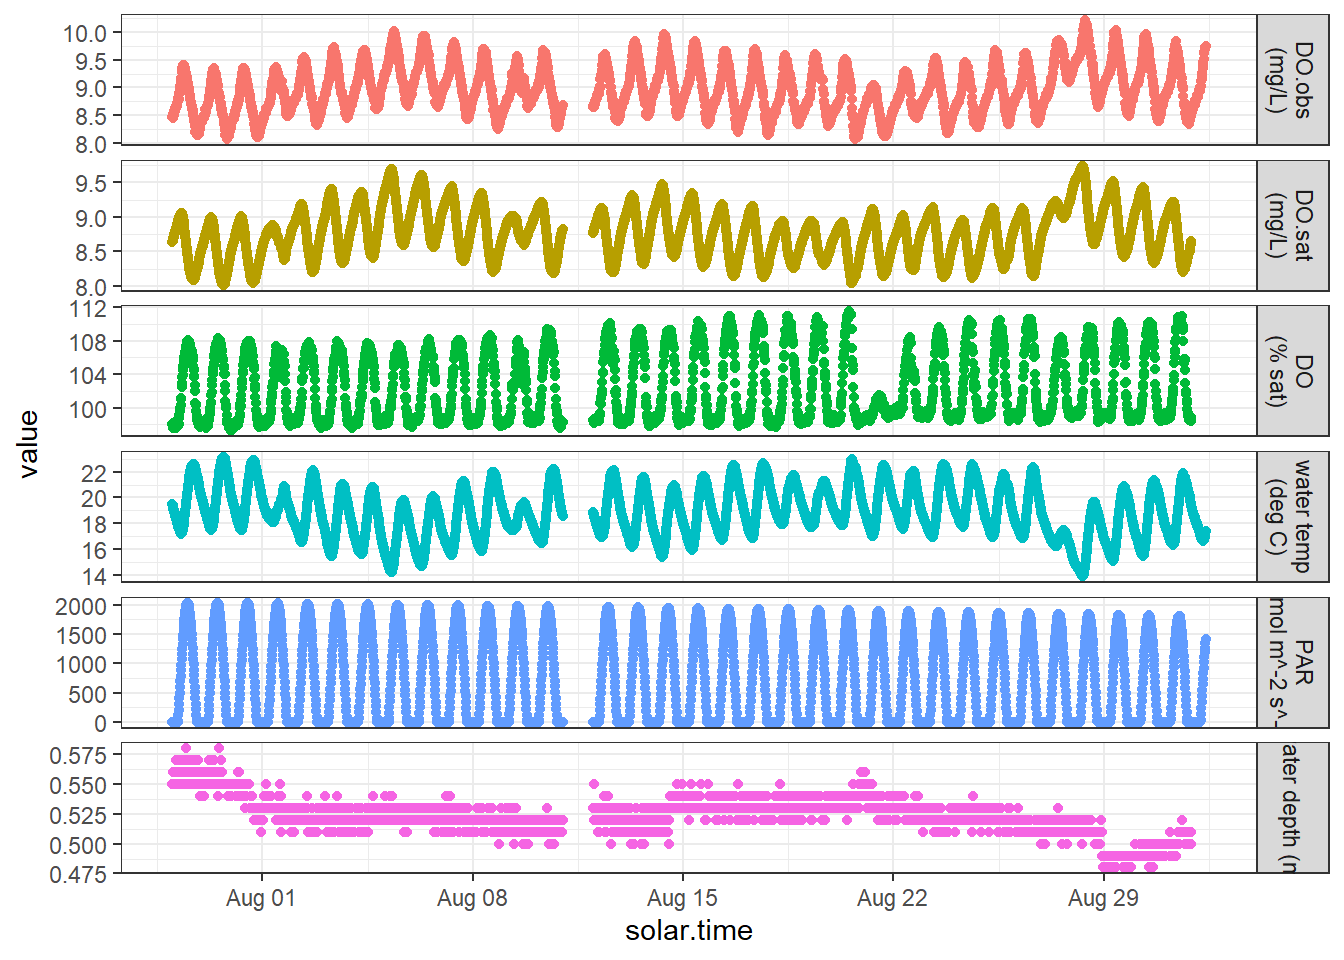 10.0
9.5
9.0
8.5
8.0
DO.obs
(mg/L)
9.5
9.0
8.5
8.0
DO.sat
(mg/L)
112
108
104
100
DO
(% sat)
22
20
18
16
14
water temp
(deg C)
2000
1500
1000
500
0
PAR
mol m^-2 s^-
0.575
0.550
0.525
0.500
0.475
ater depth (
value
Aug 01
Aug 08
Aug 15
Aug 22
Aug 29
solar.time